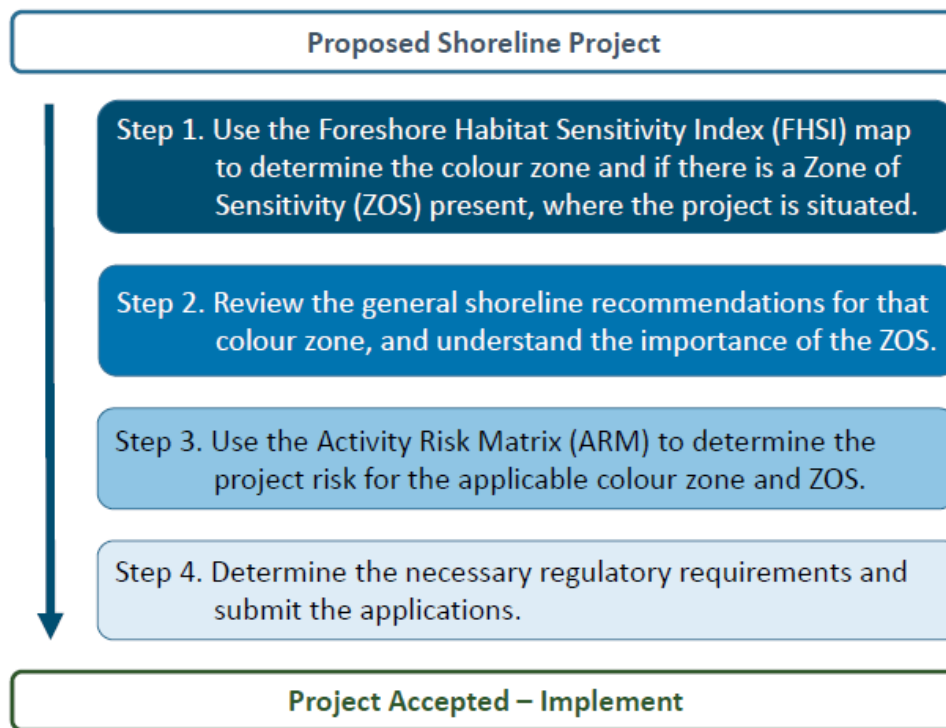 Proposed Shoreline Project
Step 1. Use the Foreshore Habitat Sensitivity Index (FHSI) map
to determine the colour zone and if there is a Zone of
Sensitivity (ZOS) present, where the project is situated.
Step 2. Review the general shoreline recommendations for that
colour zone, and understand the importance of the ZOS.
Step 3. Use the Activity Risk Matrix (ARM) to determine the
project risk for the applicable colour zone and ZOS.
Step 4. Determine the necessary regulatory requirements and
submit the applications.
Project Accepted – Implement